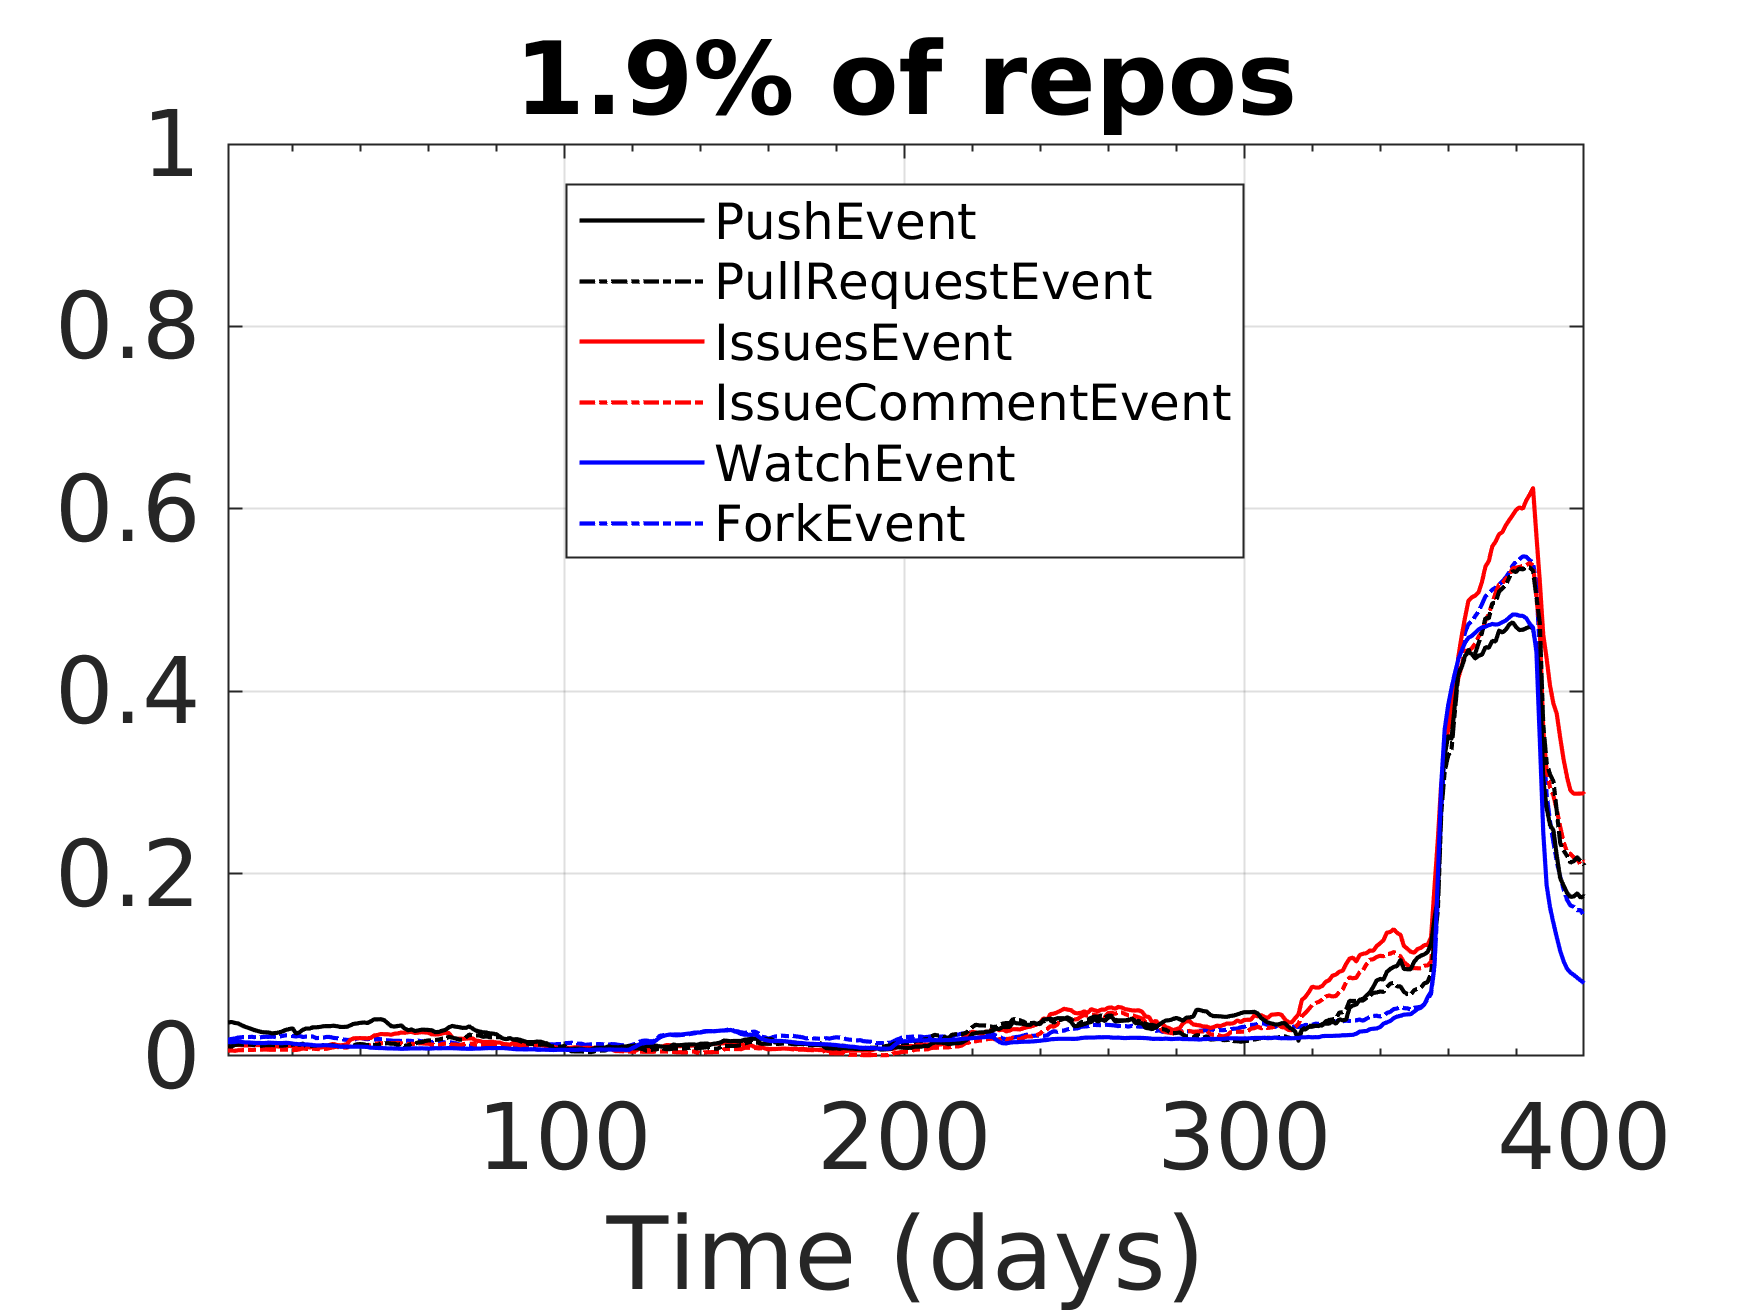 1.9% of repos
1
0.8
0.6
0.4
0.2
0
PushEvent
PullRequestEvent
IssuesEvent
IssueCommentEvent
WatchEvent
ForkEvent
100 200 300 400
Time (days)